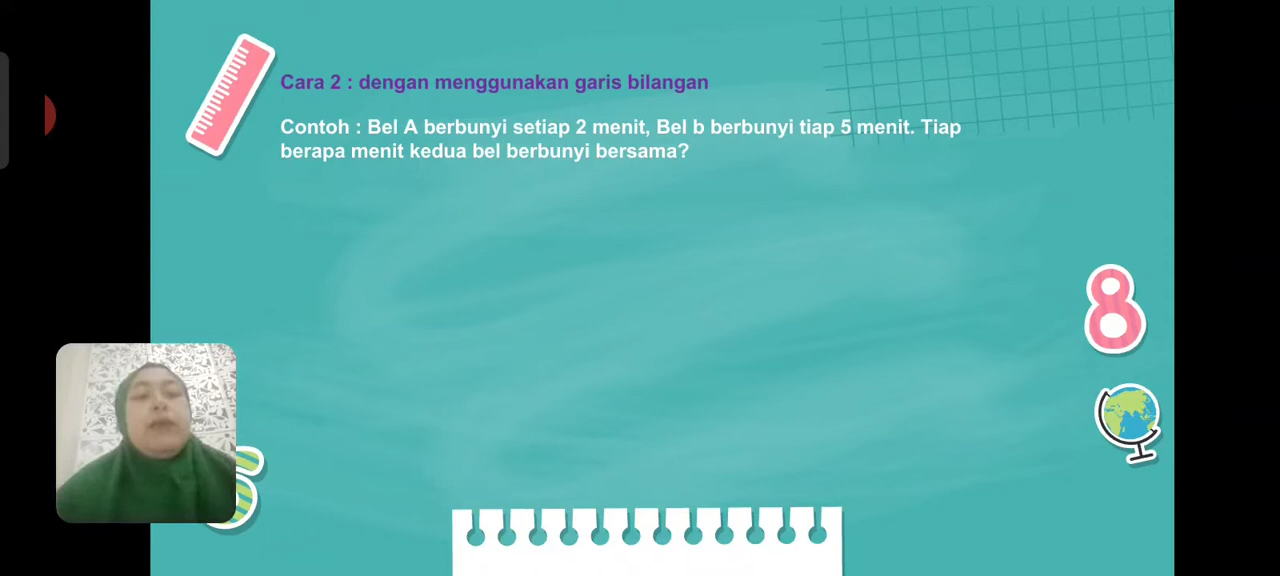 Cara 2 : dengan menggunakan garis bilangan
Contoh : Bel A berbunyi setiap 2 menit, Bel b berbunyi tiap 5 menit. Tiap
berapa menit kedua bel berbunyi bersama?
8